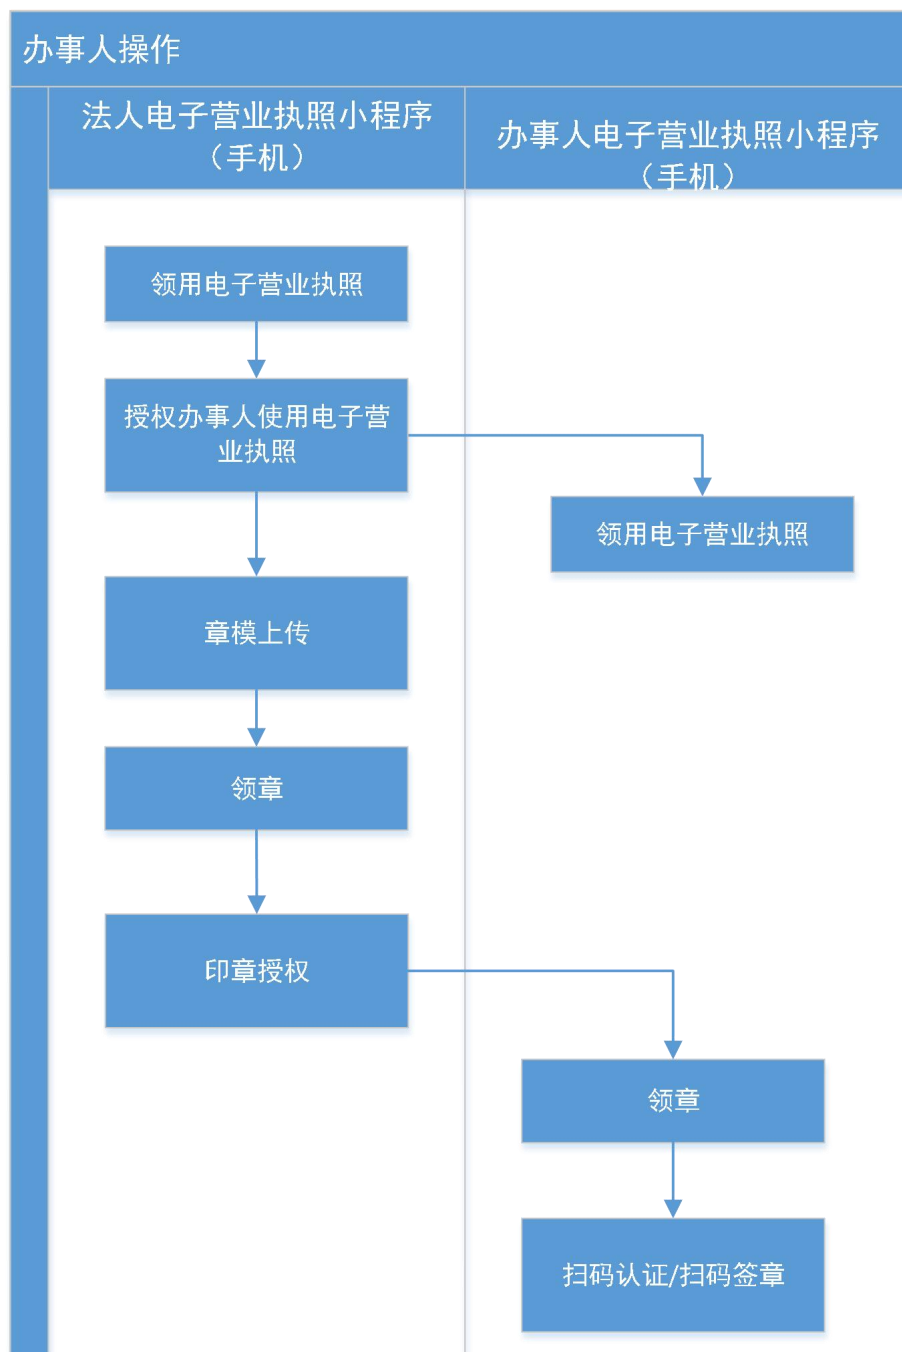 办事人操作
法人电子营业执照小程序
（手机）
办事人电子营业执照小程序
（手机）
领用电子营业执照
授权办事人使用电子营
业执照
领用电子营业执照
章模上传
领章
印章授权
领章
扫码认证/扫码签章